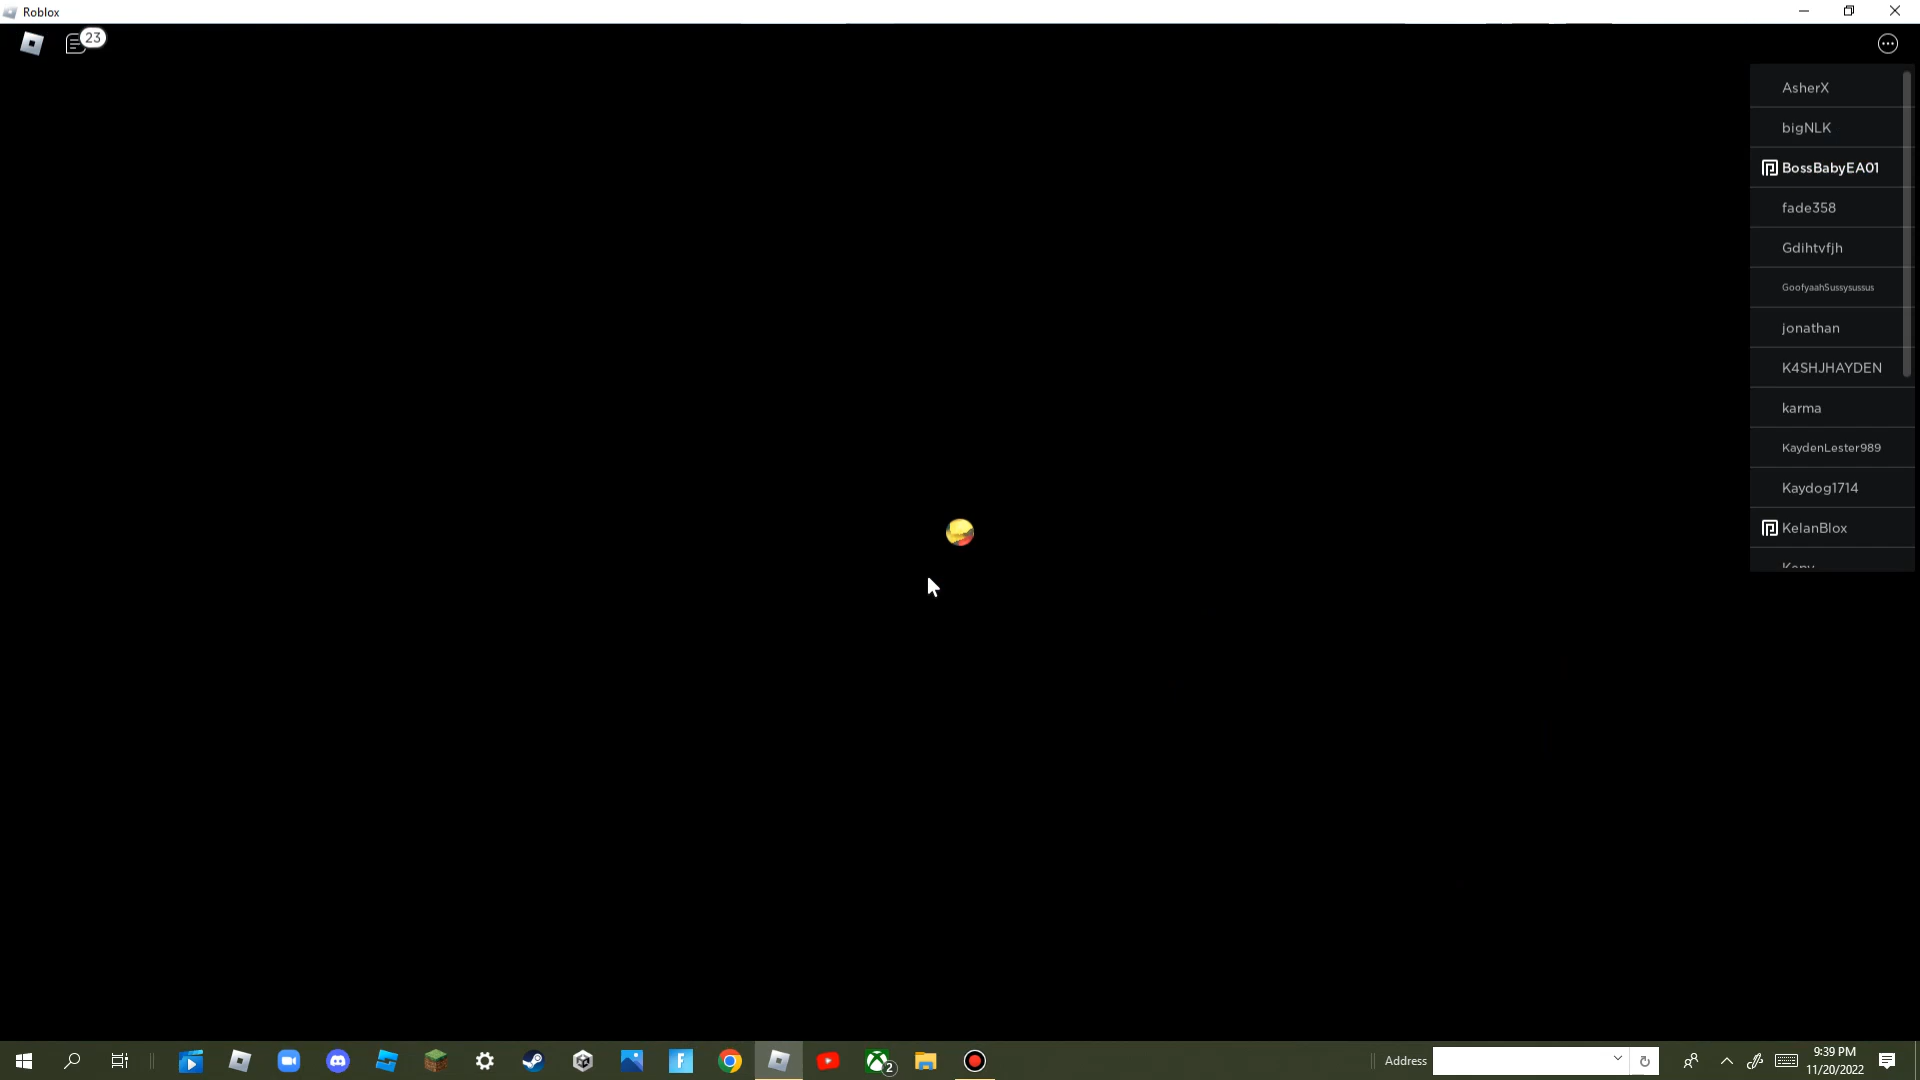 Roblox
23
AsherX
bigNLK
BossBabyEA01
fade358
Gdihtvfjh
GoofyaahSussysussus
jonathan
K4SHJHAYDEN
karma
KaydenLester989
Kaydog1714
KelanBlox
Address
2
9:39 PM
11/20/2022